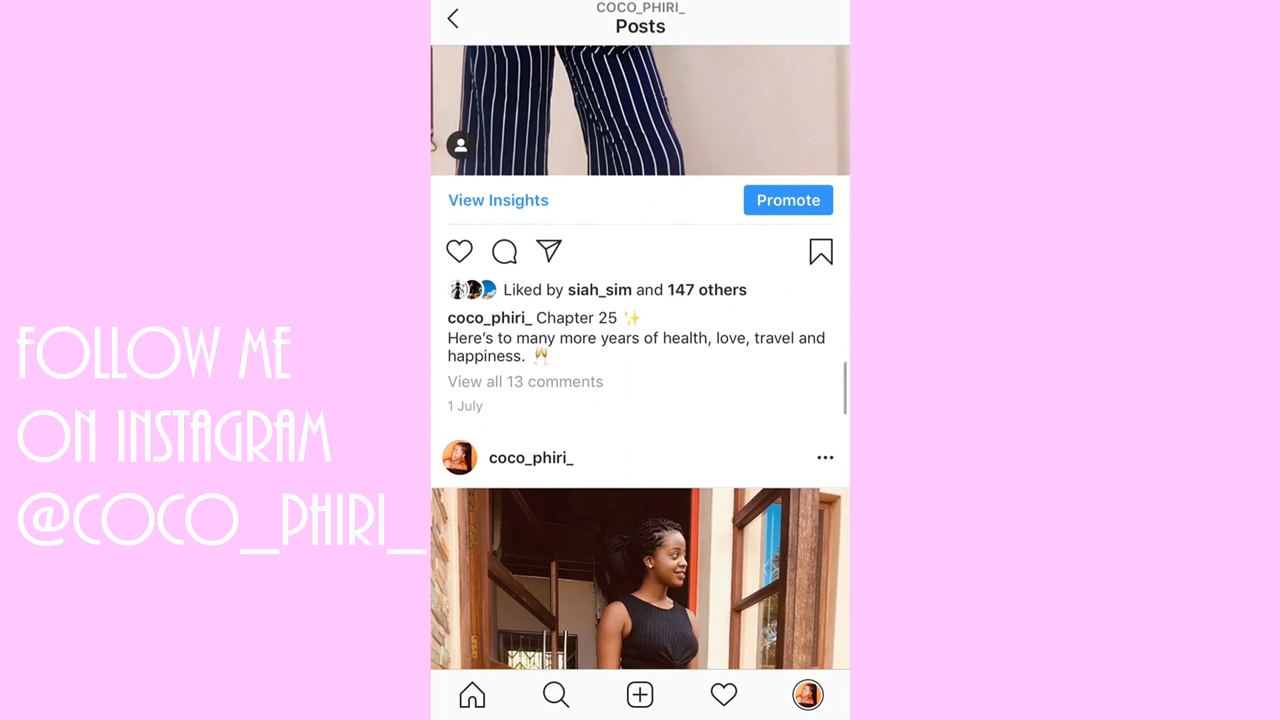 COCO_PHIRI_
Posts
View Insights
Promote
Liked by siah_sim and 147 others
coco_phiri_ Chapter 25 ✨
Here's to many more years of health, love, travel and
happiness. 🥂
View all 13 comments
1 July
coco_phiri_
FOLLOW ME
ON INSTAGRAM
@COCO_PHIRI_